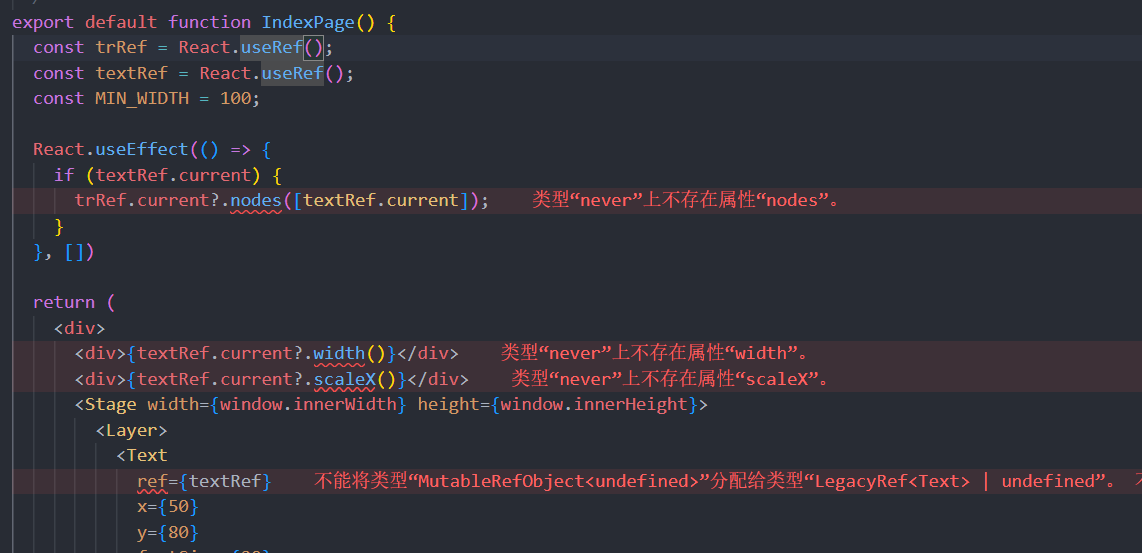 export default function IndexPage() {
const trRef = React.useRef();
const textRef = React.useRef();
const MIN_WIDTH = 100;
React.useEffect(() => {
if (textRef.current) {
trRef.current?.nodes([textRef.current]); 类型“never”上不存在属性“nodes”。
}
}, [])
return (
<div>
<div>{textRef.current?.width()}</div> 类型“never”上不存在属性“width”。
<div>{textRef.current?.scaleX()}</div> 类型“never”上不存在属性“scaleX”。
<Stage width={window.innerWidth} height={window.innerHeight}>
<Layer>
<Text
ref={textRef} 不能将类型“MutableRefObject<undefined>”分配给类型“LegacyRef<Text> | undefined”。
x={50}
y={80}